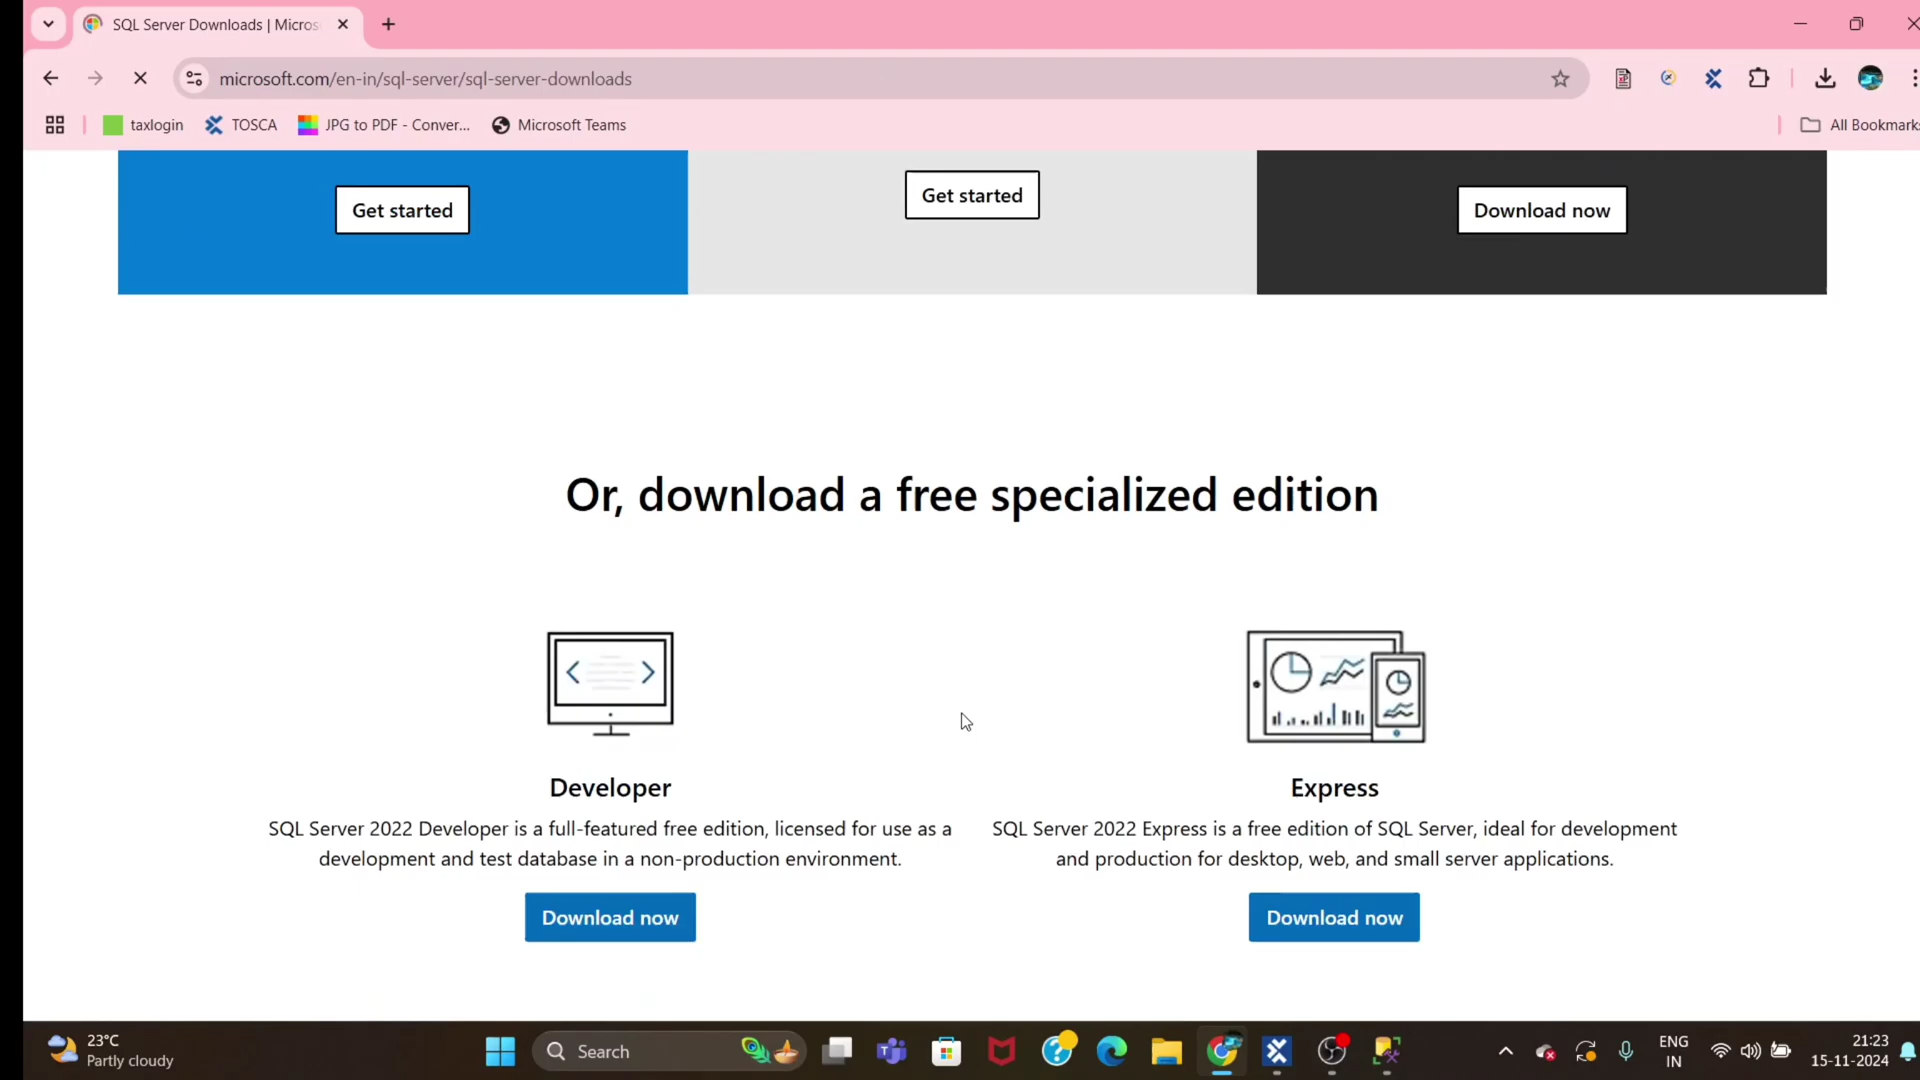 SQL Server Downloads | Micros
microsoft.com/en-in/sql-server/sql-server-downloads
taxlogin
TOSCA
JPG to PDF - Conver...
Microsoft Teams
All Bookmarks
Get started
Get started
Download now
Or, download a free specialized edition
Developer
SQL Server 2022 Developer is a full-featured free edition, licensed for use as a
development and test database in a non-production environment.
Download now
Express
SQL Server 2022 Express is a free edition of SQL Server, ideal for development
and production for desktop, web, and small server applications.
Download now
23°C
Partly cloudy
Search
ENG
IN
21:23
15-11-2024